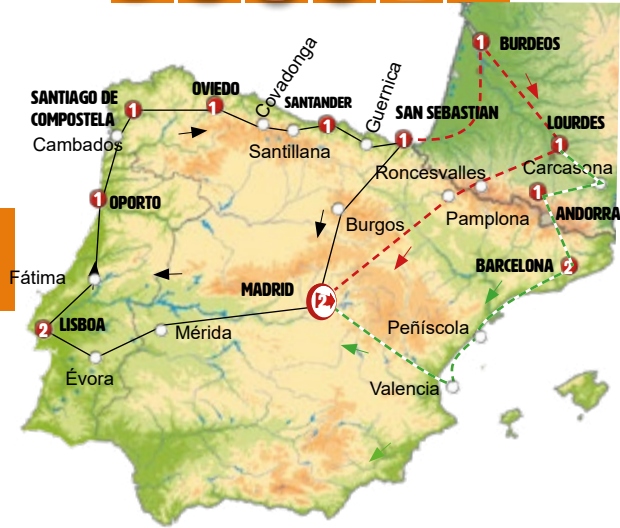 1 BURDEOS
Covadonga
OVIEDO
1
SANTANDER
1
Guernica
SANTIAGO DE
COMPOSTELA
1
SAN SEBASTIAN
1
LOURDES
1
Cambados
Santillana
Roncesvalles
Carcasona
1
ANDORRA
1 OPORTO
Burgos
Pamplona
BARCELONA
2
Fátima
MADRID
2
2 LISBOA
Mérida
Peñíscola
Évora
Valencia